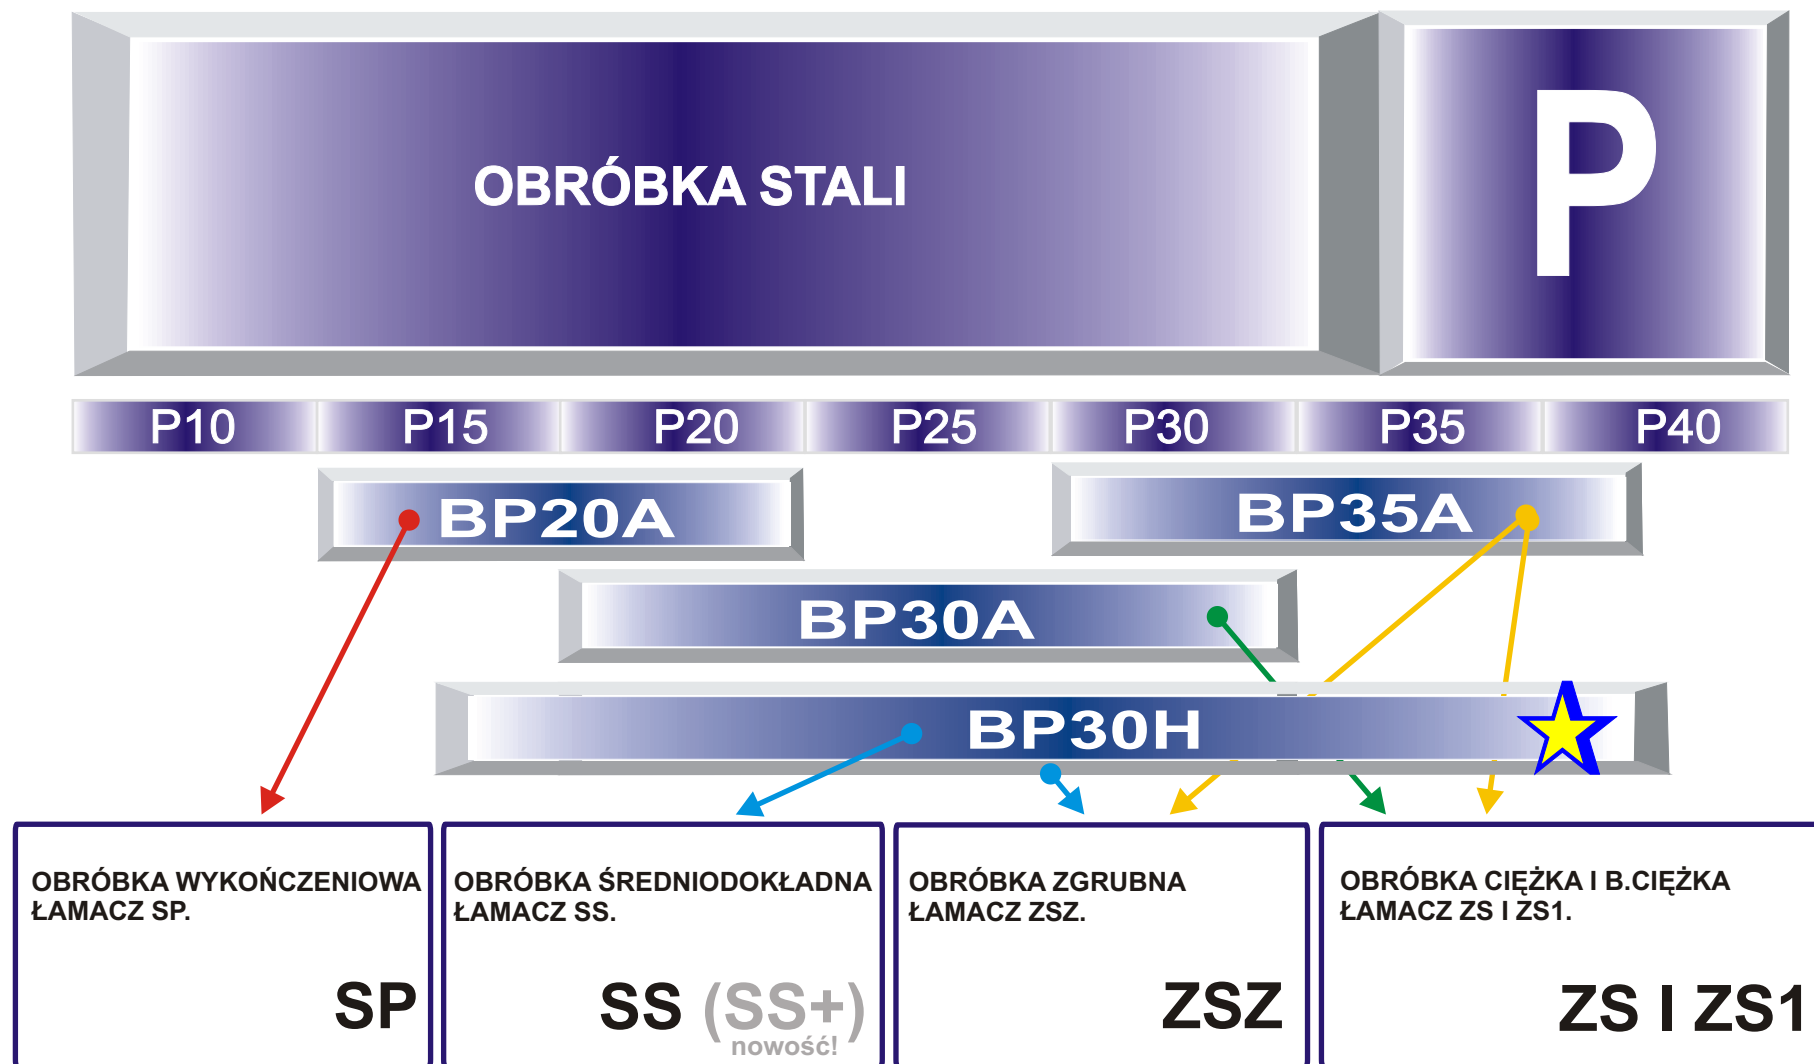 OBRÓBKA STALI
P
P10 P15 P20 P25 P30 P35 P40
BP20A
BP35A
BP30A
BP30H
OBRÓBKA WYKOŃCZENIOWA
ŁAMACZ SP.
SP
OBRÓBKA ŚREDNIODOKŁADNA
ŁAMACZ SS.
SS (SS+)
nowość!
OBRÓBKA ZGRUBNA
ŁAMACZ ZSZ.
ZSZ
OBRÓBKA CIĘŻKA I B.CIĘŻKA
ŁAMACZ ZS I ZS1.
ZS I ZS1